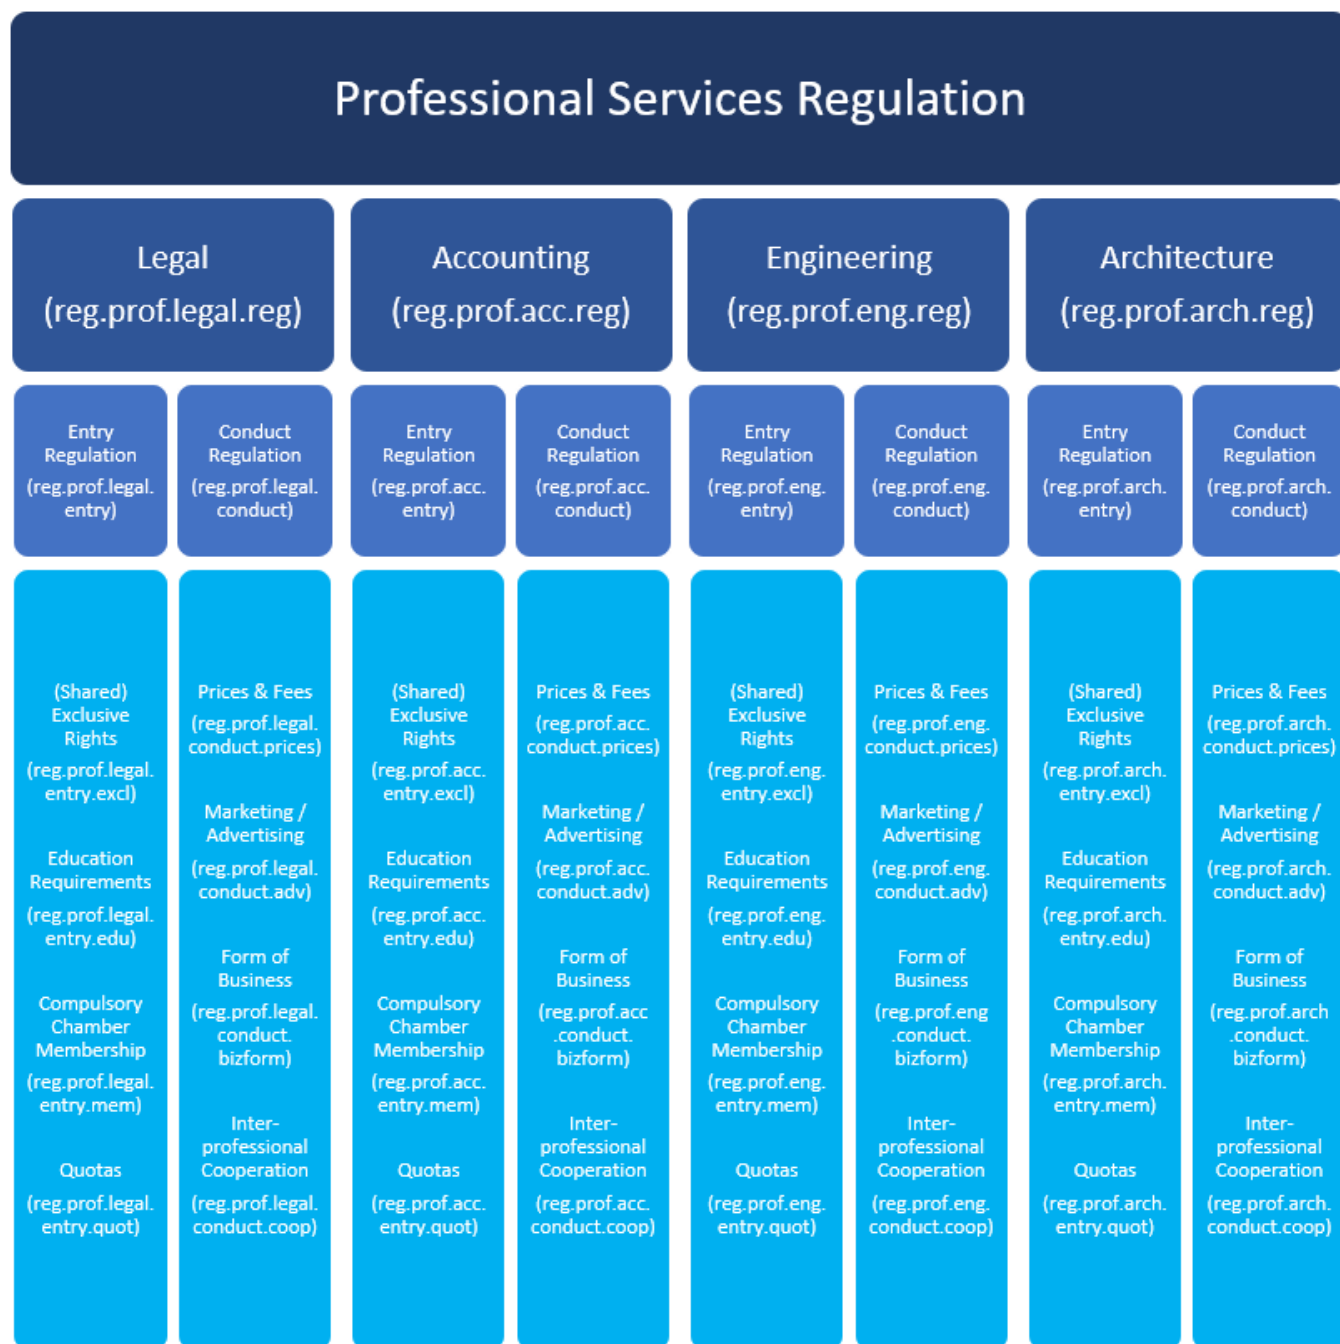 Professional Services Regulation
Legal
(reg.prof.legal.reg)
Accounting
(reg.prof.acc.reg)
Engineering
(reg.prof.eng.reg)
Architecture
(reg.prof.arch.reg)
Entry
Regulation
(reg.prof.legal.
entry)
Conduct
Regulation
(reg.prof.legal.
conduct)
Entry
Regulation
(reg.prof.acc.
entry)
Conduct
Regulation
(reg.prof.acc.
conduct)
Entry
Regulation
(reg.prof.eng.
entry)
Conduct
Regulation
(reg.prof.eng.
conduct)
Entry
Regulation
(reg.prof.arch.
entry)
Conduct
Regulation
(reg.prof.arch.
conduct)
(Shared)
Exclusive
Rights
(reg.prof.legal.
entry.excl)
Education
Requirements
(reg.prof.legal.
entry.edu)
Compulsory
Chamber
Membership
(reg.prof.legal.
entry.mem)
Quotas
(reg.prof.legal.
entry.quot)
Prices & Fees
(reg.prof.legal.
conduct.prices)
Marketing /
Advertising
(reg.prof.legal.
conduct.adv)
Form of
Business
(reg.prof.legal.
conduct.
bizform)
Inter-
professional
Cooperation
(reg.prof.legal.
conduct.coop)
(Shared)
Exclusive
Rights
(reg.prof.acc.
entry.excl)
Education
Requirements
(reg.prof.acc.
entry.edu)
Compulsory
Chamber
Membership
(reg.prof.acc.
entry.mem)
Quotas
(reg.prof.acc.
entry.quot)
Prices & Fees
(reg.prof.acc.
conduct.prices)
Marketing /
Advertising
(reg.prof.acc.
conduct.adv)
Form of
Business
(reg.prof.acc
.conduct.
bizform)
Inter-
professional
Cooperation
(reg.prof.acc.
conduct.coop)
(Shared)
Exclusive
Rights
(reg.prof.eng.
entry.excl)
Education
Requirements
(reg.prof.eng.
entry.edu)
Compulsory
Chamber
Membership
(reg.prof.eng.
entry.mem)
Quotas
(reg.prof.eng.
entry.quot)
Prices & Fees
(reg.prof.eng.
conduct.prices)
Marketing /
Advertising
(reg.prof.eng.
conduct.adv)
Form of
Business
(reg.prof.eng
.conduct.
bizform)
Inter-
professional
Cooperation
(reg.prof.eng.
conduct.coop)
(Shared)
Exclusive
Rights
(reg.prof.arch.
entry.excl)
Education
Requirements
(reg.prof.arch.
entry.edu)
Compulsory
Chamber
Membership
(reg.prof.arch.
entry.mem)
Quotas
(reg.prof.arch.
entry.quot)
Prices & Fees
(reg.prof.arch.
conduct.prices)
Marketing /
Advertising
(reg.prof.arch.
conduct.adv)
Form of
Business
(reg.prof.arch
.conduct.
bizform)
Inter-
professional
Cooperation
(reg.prof.arch.
conduct.coop)